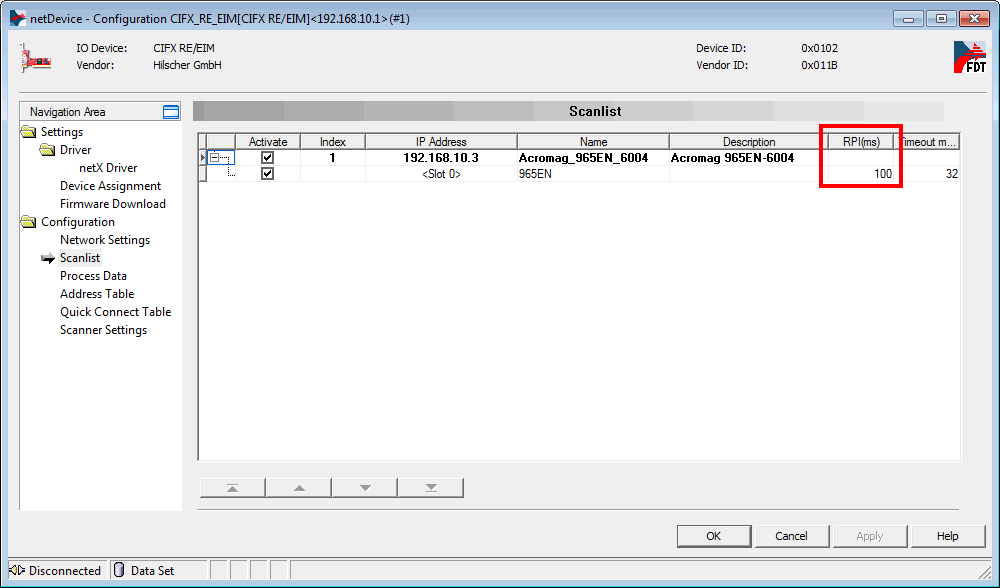 netDevice - Configuration CIFX_RE_EIM[CIFX RE/EIM]<192.168.10.1>(#1)
IO Device: CIFX RE/EIM Device ID: 0x0102
Vendor: Hilscher GmbH Vendor ID: 0x011B
FDT
Navigation Area
Settings
Driver
netX Driver
Device Assignment
Firmware Download
Configuration
Network Settings
Scanlist
Process Data
Address Table
Quick Connect Table
Scanner Settings
Scanlist
Activate Index IP Address Name Description RPI(ms) Timeout m...
1 192.168.10.3 Acromag_965EN_6004 Acromag 965EN-6004
<Slot 0> 965EN 100 32
OK Cancel Apply Help
Disconnected Data Set